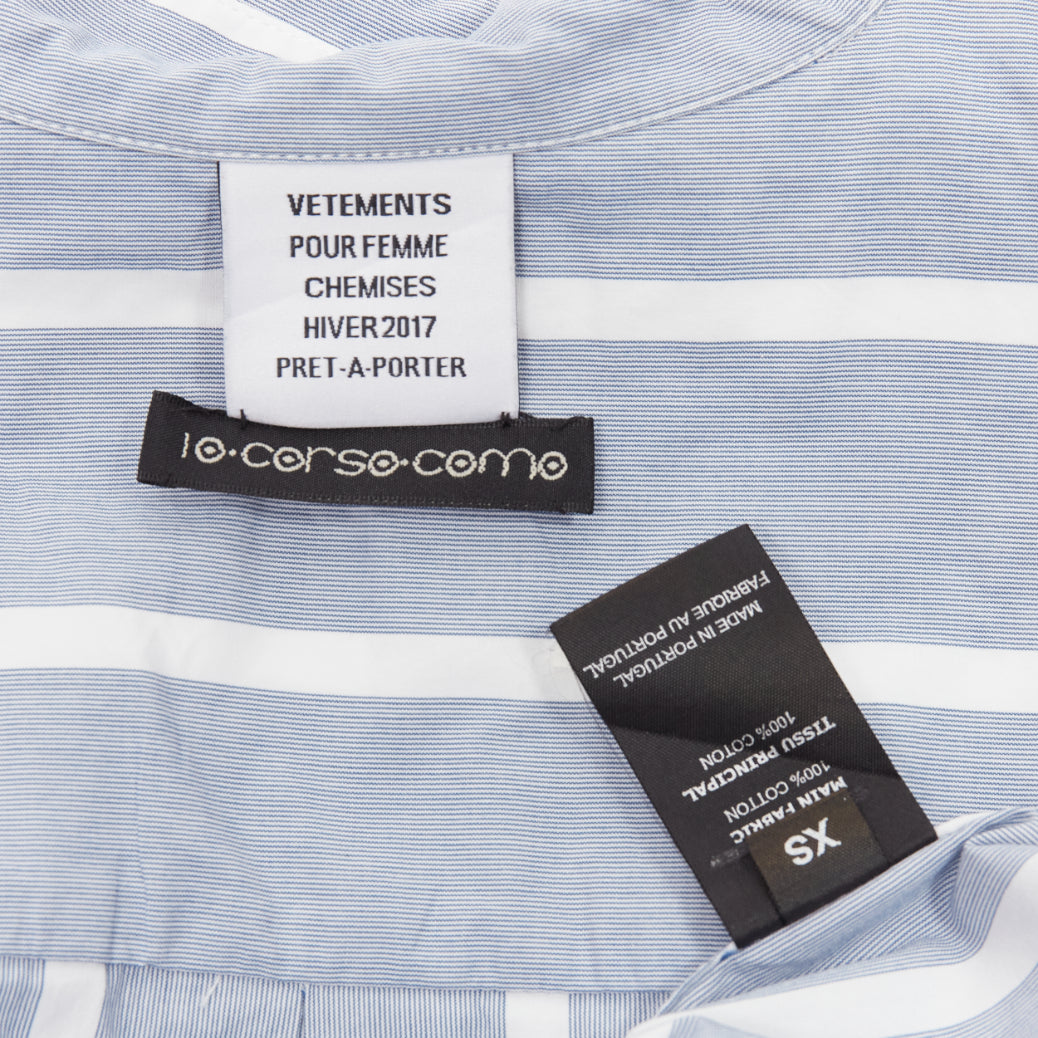 VETEMENTS
POUR FEMME
CHEMISES
HIVER 2017
PRET-A-PORTER
10·corso·como
XS
MAIN FABRIC
100% COTTON
TISSU PRINCIPAL
100% COTON
MADE IN PORTUGAL
FABRIQUE AU PORTUGAL